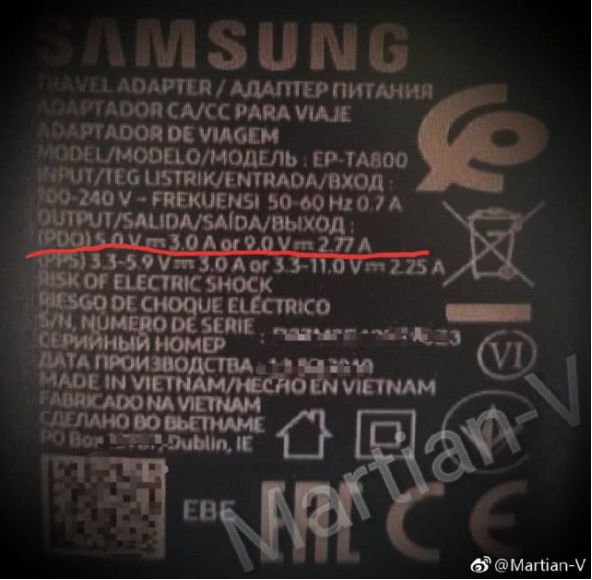 SAMSUNG
TRAVEL ADAPTER / АДАПТЕР ПИТАНИЯ
ADAPTADOR CA/CC PARA VIAJE
ADAPTADOR DE VIAGEM
MODEL/MODELO/МОДЕЛЬ : EP-TA800
INPUT/TEG LISTRIK/ENTRADA/ВХОД :
100-240 V ~ FREKUENSI 50-60 Hz 0.7 A
OUTPUT/SALIDA/SAÍDA/ВЫХОД :
(PDO) 5.0 V⎓ 3.0 A or 9.0 V⎓ 2.77 A
(PPS) 3.3-5.9 V⎓ 3.0 A or 3.3-11.0 V⎓ 2.25 A
RISK OF ELECTRIC SHOCK
RIESGO DE CHOQUE ELÉCTRICO
S/N, NÚMERO DE SERIE :
СЕРИЙНЫЙ НОМЕР
ДАТА ПРОИЗВОДСТВА :
MADE IN VIETNAM/HECHO EN VIETNAM
FABRICADO NA VIETNAM
СДЕЛАНО ВО ВЬЕТНАМЕ
PO Box Dublin, IE
VI
EBE
EAC CE
Martian-V
@Martian-V